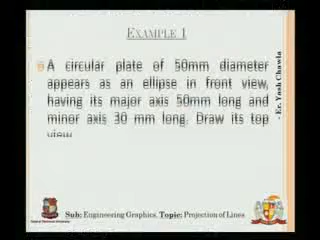 EXAMPLE 1
A circular plate of 50mm diameter
appears as an ellipse in front view,
having its major axis 50mm long and
minor axis 30 mm long. Draw its top
view
- Er. Yash Chawla
Sub: Engineering Graphics, Topic: Projection of Lines